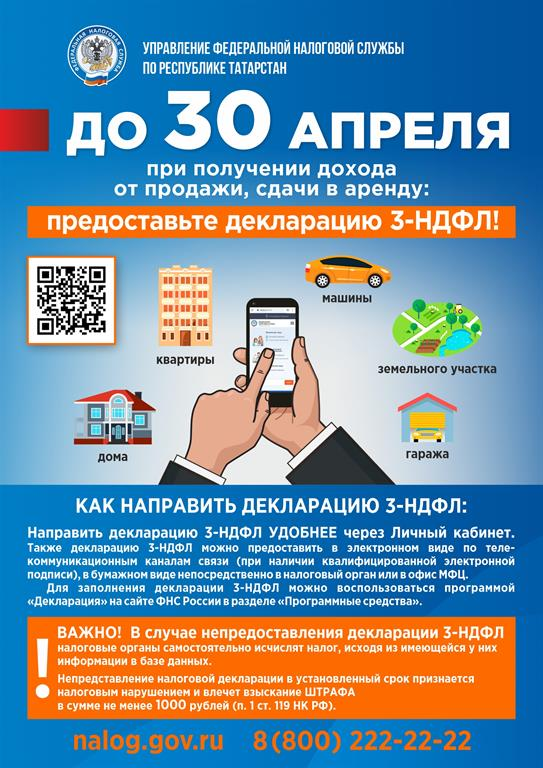 ФЕДЕРАЛЬНАЯ НАЛОГОВАЯ СЛУЖБА
УПРАВЛЕНИЕ ФЕДЕРАЛЬНОЙ НАЛОГОВОЙ СЛУЖБЫ
ПО РЕСПУБЛИКЕ ТАТАРСТАН
ДО 30 АПРЕЛЯ
при получении дохода
от продажи, сдачи в аренду:
предоставьте декларацию 3-НДФЛ!
машины
квартиры
земельного участка
дома
гаража
КАК НАПРАВИТЬ ДЕКЛАРАЦИЮ 3-НДФЛ:
Направить декларацию 3-НДФЛ УДОБНЕЕ через Личный кабинет.
Также декларацию 3-НДФЛ можно предоставить в электронном виде по теле-
коммуникационным каналам связи (при наличии квалифицированной электронной
подписи), в бумажном виде непосредственно в налоговый орган или в офис МФЦ.
Для заполнения декларации 3-НДФЛ можно воспользоваться программой
«Декларация» на сайте ФНС России в разделе «Программные средства».
! ВАЖНО! В случае непредоставления декларации 3-НДФЛ
налоговые органы самостоятельно исчислят налог, исходя из имеющейся у них
информации в базе данных.
Непредставление налоговой декларации в установленный срок признается
налоговым нарушением и влечет взыскание ШТРАФА
в сумме не менее 1000 рублей (п. 1 ст. 119 НК РФ).
nalog.gov.ru 8(800) 222-22-22